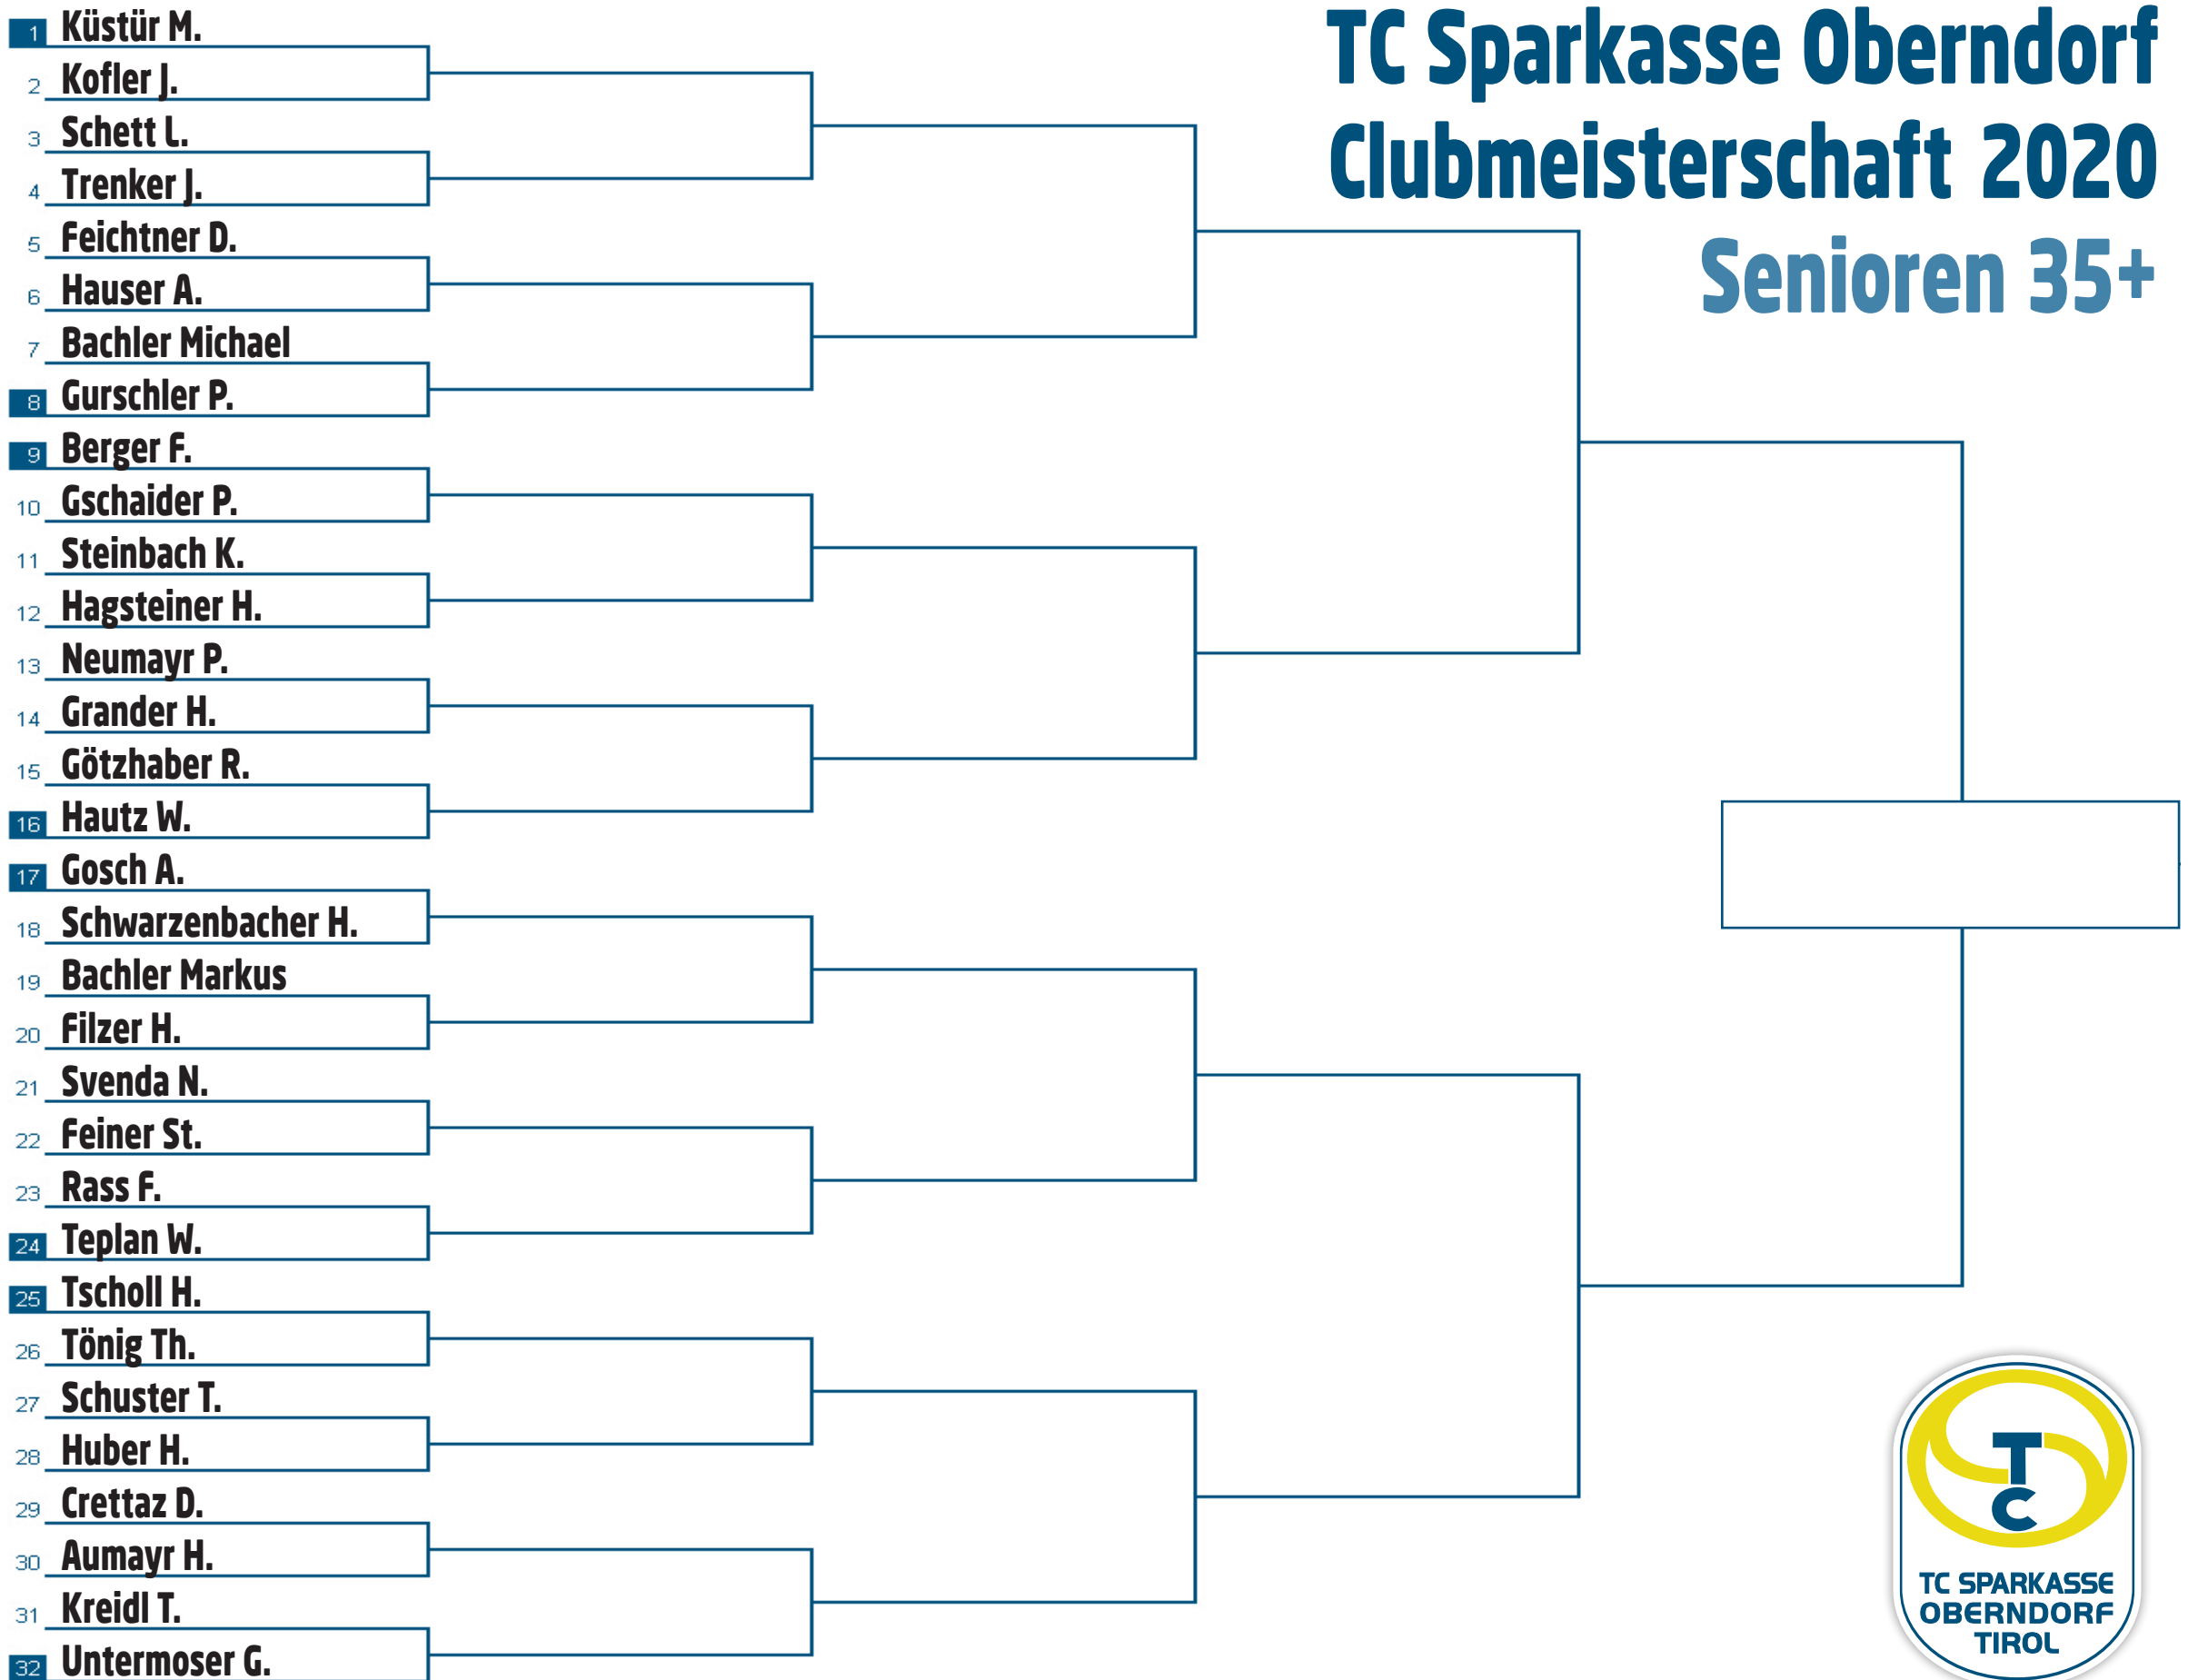 TC Sparkasse Oberndorf
Clubmeisterschaft 2020
Senioren 35+
1 Küstür M.
2 Kofler J.
3 Schett L.
4 Trenker J.
5 Feichtner D.
6 Hauser A.
7 Bachler Michael
8 Gurschler P.
9 Berger F.
10 Gschaider P.
11 Steinbach K.
12 Hagsteiner H.
13 Neumayr P.
14 Grander H.
15 Götzhaber R.
16 Hautz W.
17 Gosch A.
18 Schwarzenbacher H.
19 Bachler Markus
20 Filzer H.
21 Svenda N.
22 Feiner St.
23 Rass F.
24 Teplan W.
25 Tscholl H.
26 Tönig Th.
27 Schuster T.
28 Huber H.
29 Crettaz D.
30 Aumayr H.
31 Kreidl T.
32 Untermoser G.
TC
TC SPARKASSE
OBERNDORF
TIROL